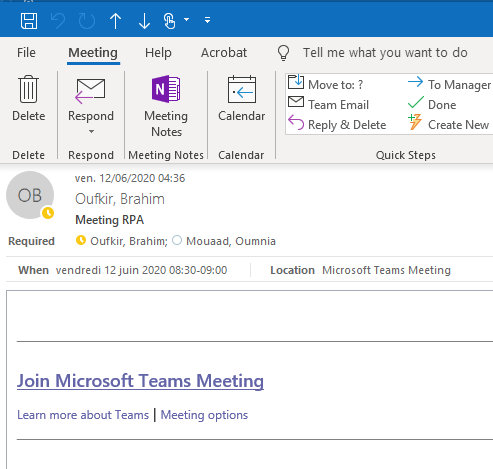 File Meeting Help Acrobat Tell me what you want to do
Delete
Respond
Meeting
Notes
Calendar
Move to: ?
To Manager
Team Email
Done
Reply & Delete
Create New
Delete Respond Meeting Notes Calendar Quick Steps
OB
ven. 12/06/2020 04:36
Oufkir, Brahim
Meeting RPA
Required Oufkir, Brahim; Mouaad, Oumnia
When vendredi 12 juin 2020 08:30-09:00 Location Microsoft Teams Meeting
Join Microsoft Teams Meeting
Learn more about Teams | Meeting options